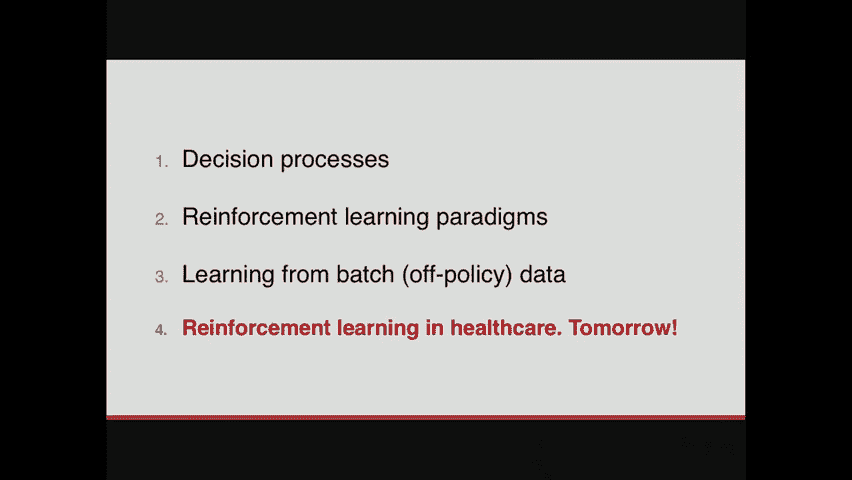 1. Decision processes
2. Reinforcement learning paradigms
3. Learning from batch (off-policy) data
4. Reinforcement learning in healthcare. Tomorrow!